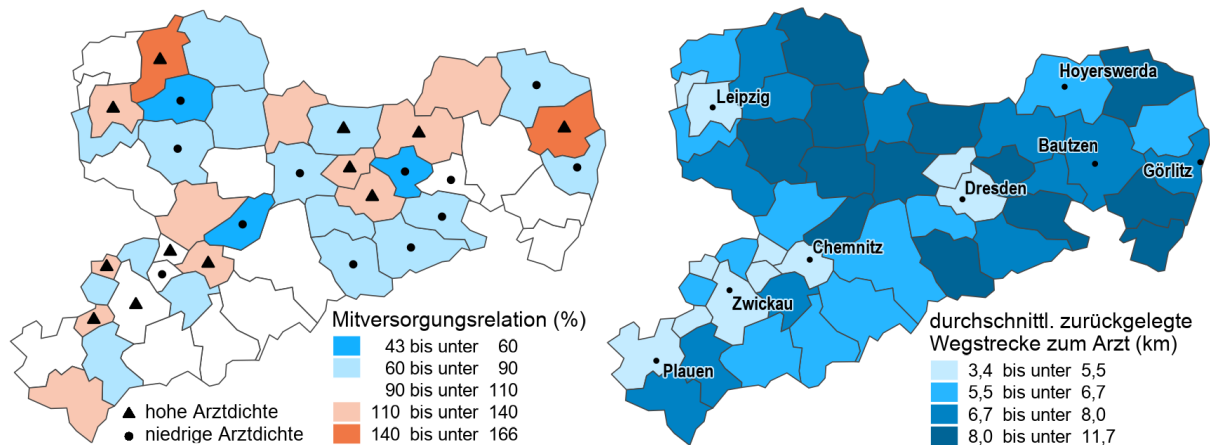 Mitversorgungsrelation (%)
43 bis unter 60
60 bis unter 90
90 bis unter 110
110 bis unter 140
140 bis unter 166
hohe Arztdichte
niedrige Arztdichte
Leipzig
Hoyerswerda
Bautzen
Görlitz
Dresden
Chemnitz
Zwickau
Plauen
durchschnittl. zurückgelegte
Wegstrecke zum Arzt (km)
3,4 bis unter 5,5
5,5 bis unter 6,7
6,7 bis unter 8,0
8,0 bis unter 11,7